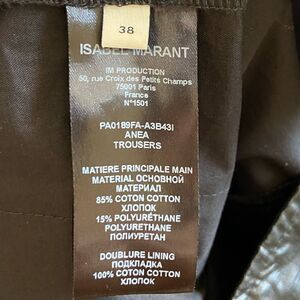 38
ISABEL MARANT
IM PRODUCTION
50, rue Croix des Petits Champs
75001 Paris
France
N°1501
PA0189FA-A3B43I
ANEA
TROUSERS
MATIERE PRINCIPALE MAIN
MATERIAL ОСНОВНОЙ
МАТЕРИАЛ
85% COTON COTTON
ХЛОПОК
15% POLYURÉTHANE
POLYURETHAN
ПОЛИУРЕТАН
DOUBLURE LINING
ПОДКЛАДКА
100% COTON COTTON
ХЛОПОК